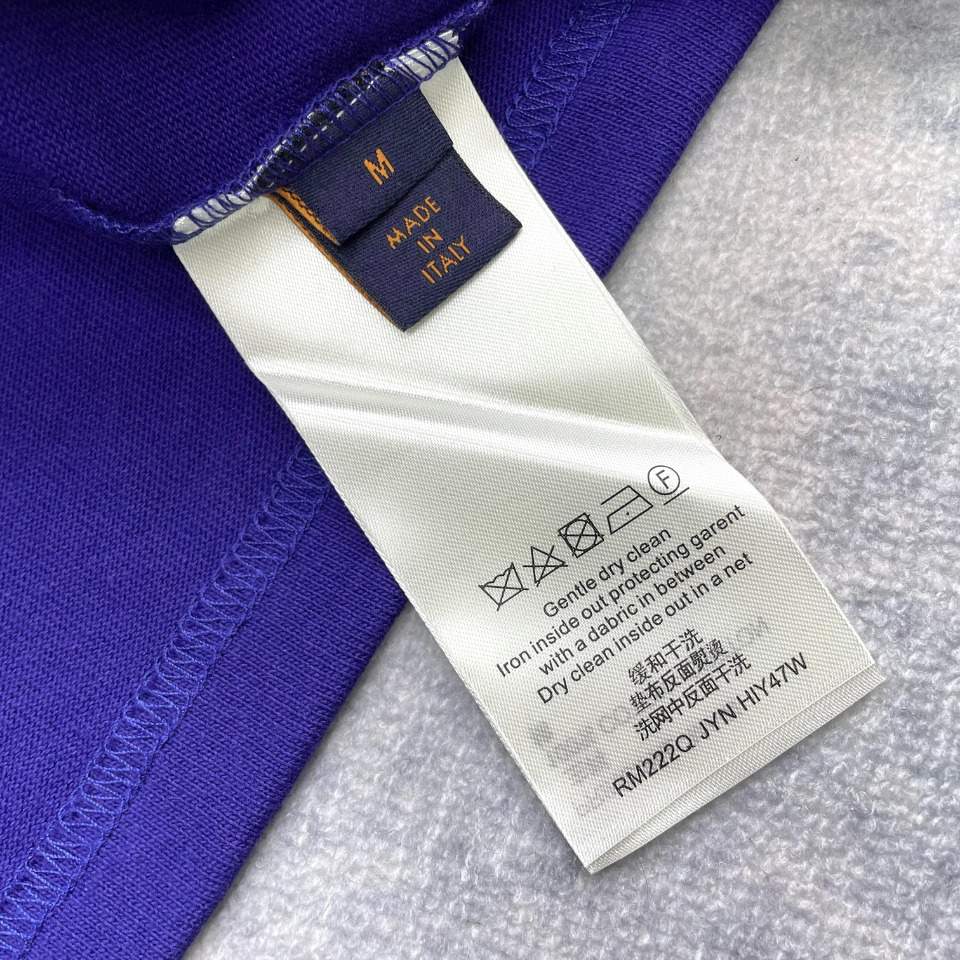 M
MADE
IN
ITALY
F
Gentle dry clean
Iron inside out protecting garent
with a dabric in between
Dry clean inside out in a net
缓和干洗
垫布反面熨烫
洗网中反面干洗
RM222Q JYN HIY47W